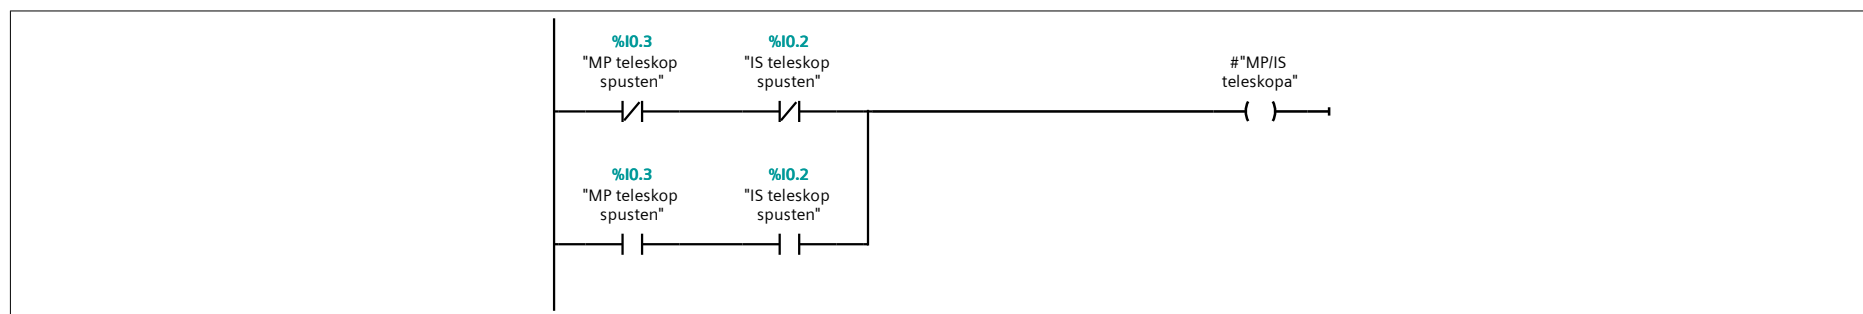 %I0.3
"MP teleskop
spusten"
%I0.2
"IS teleskop
spusten"
#"MP/IS
teleskopa"
%I0.3
"MP teleskop
spusten"
%I0.2
"IS teleskop
spusten"